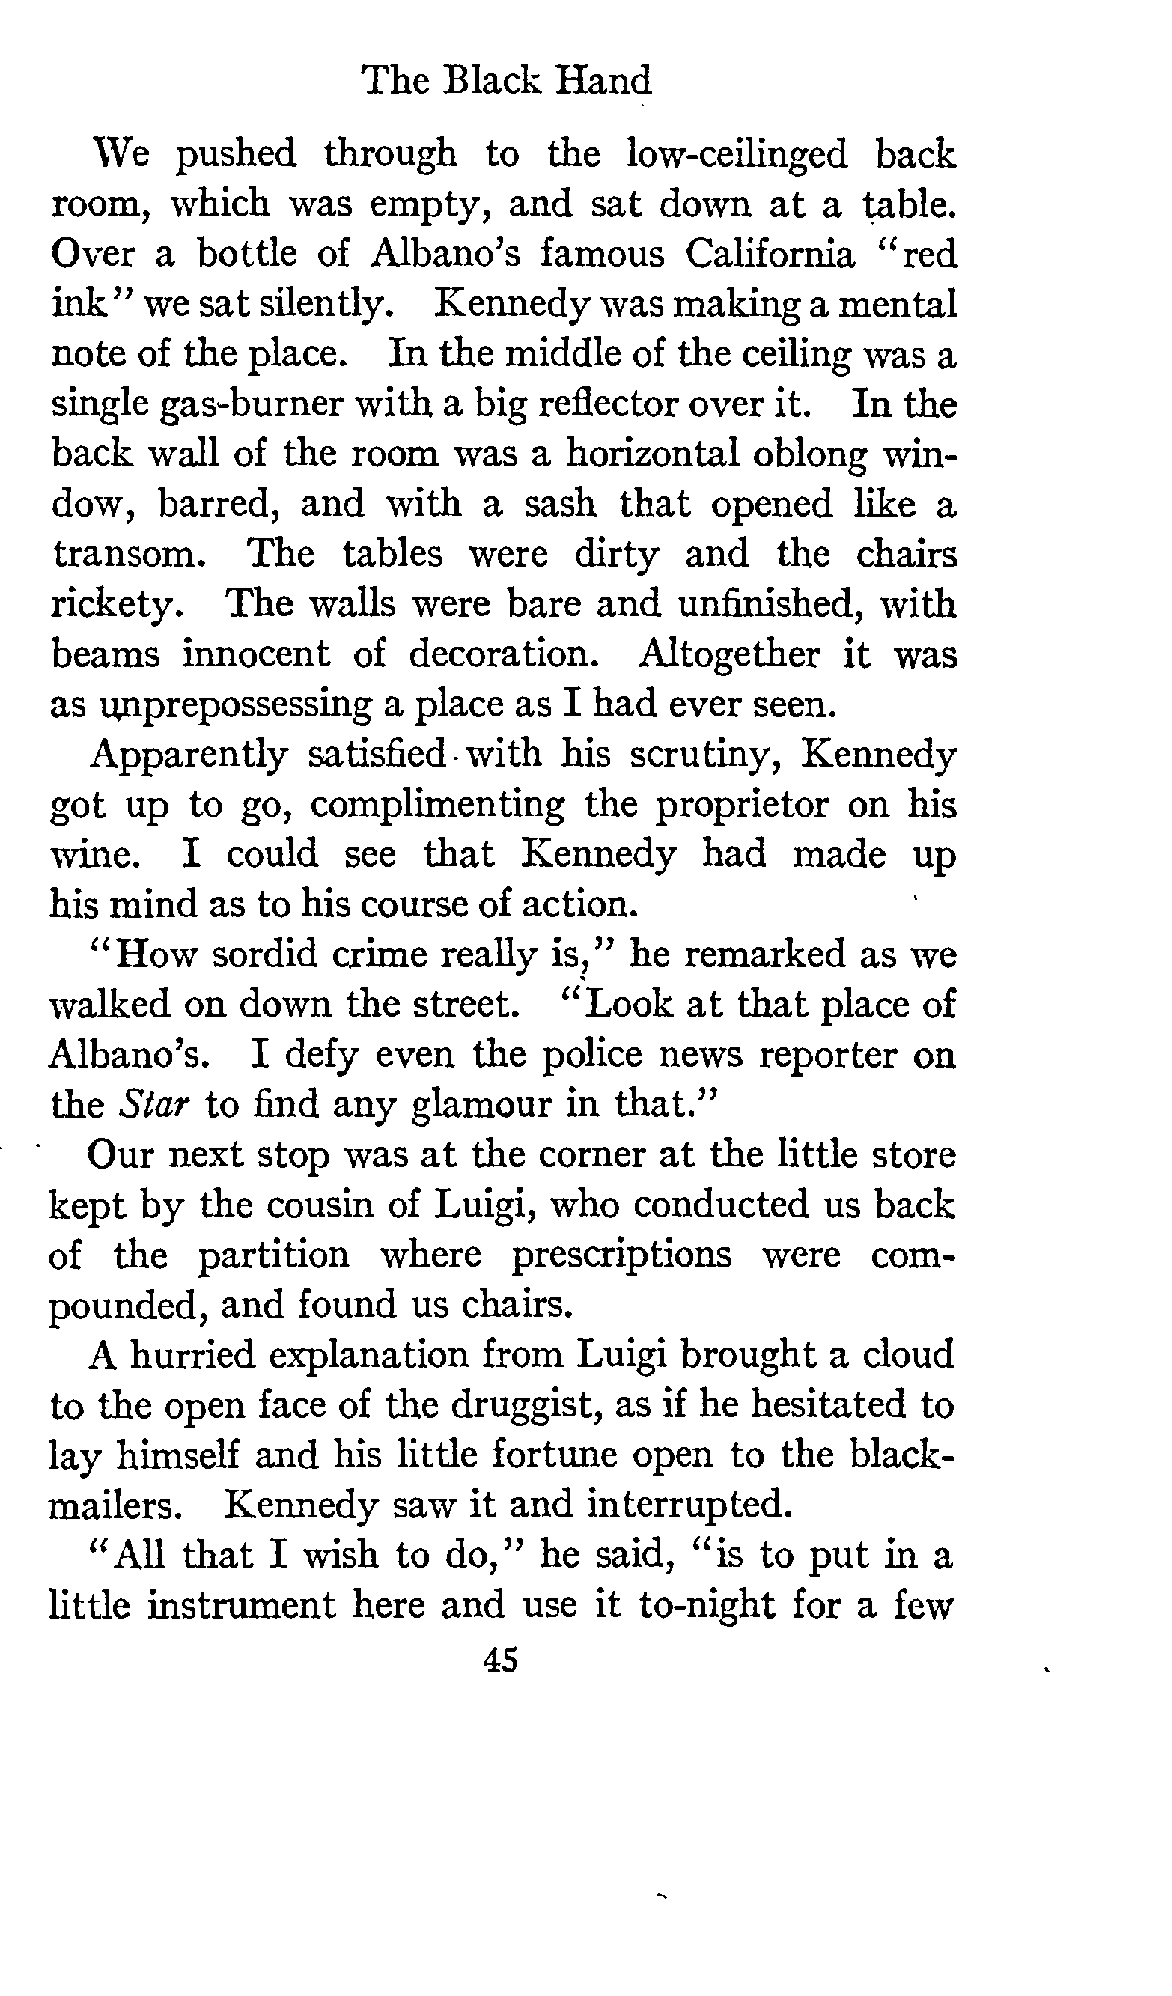 The Black Hand
We pushed through to the low-ceilinged back
room, which was empty, and sat down at a table.
Over a bottle of Albano's famous California "red
ink" we sat silently. Kennedy was making a mental
note of the place. In the middle of the ceiling was a
single gas-burner with a big reflector over it. In the
back wall of the room was a horizontal oblong win-
dow, barred, and with a sash that opened like a
transom. The tables were dirty and the chairs
rickety. The walls were bare and unfinished, with
beams innocent of decoration. Altogether it was
as unprepossessing a place as I had ever seen.
Apparently satisfied with his scrutiny, Kennedy
got up to go, complimenting the proprietor on his
wine. I could see that Kennedy had made up
his mind as to his course of action.
"How sordid crime really is," he remarked as we
walked on down the street. "Look at that place of
Albano's. I defy even the police news reporter on
the Star to find any glamour in that."
Our next stop was at the corner at the little store
kept by the cousin of Luigi, who conducted us back
of the partition where prescriptions were com-
pounded, and found us chairs.
A hurried explanation from Luigi brought a cloud
to the open face of the druggist, as if he hesitated to
lay himself and his little fortune open to the black-
mailers. Kennedy saw it and interrupted.
"All that I wish to do," he said, "is to put in a
little instrument here and use it to-night for a few
45